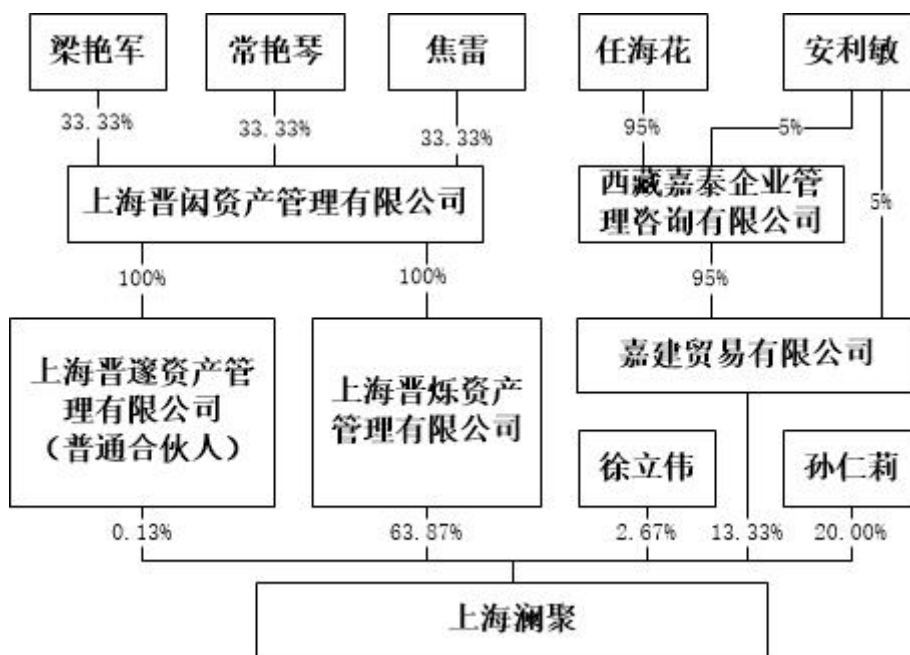 梁艳军
常艳琴
焦雷
任海花
安利敏
33.33%
33.33%
33.33%
95%
5%
上海晋闳资产管理有限公司
西藏嘉泰企业管
理咨询有限公司
5%
100%
100%
95%
上海晋邃资产管
理有限公司
（普通合伙人）
上海晋烁资产
管理有限公司
嘉建贸易有限公司
徐立伟
孙仁莉
0.13%
63.87%
2.67%
13.33%
20.00%
上海澜聚